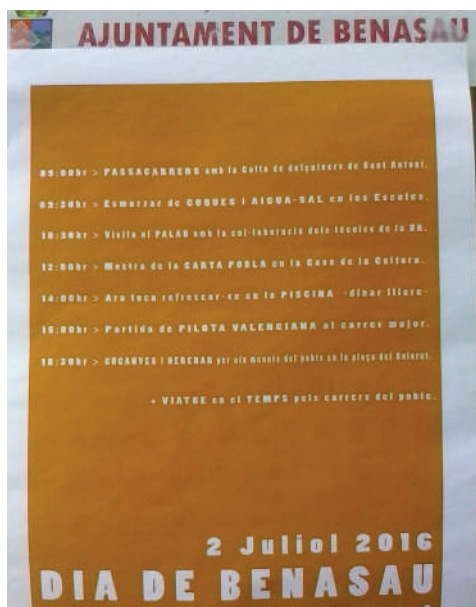 AJUNTAMENT DE BENASAU
09:00hr > PASSACARRERS amb la Colla de dolçainers de Sant Antoni.
09:30hr > Esmorzar de COQUES I AIGUA-SAL en les Escoles.
10:30hr > Visita al PALAU amb la col·laboració dels tècnics de la UA.
12:00hr > Mostra de la CARTA POBLA en la Casa de la Cultura.
14:00hr > Ara toca refrescar-se en la PISCINA -dinar lliure-
16:00hr > Partida de PILOTA VALENCIANA al carrer major.
18:30hr > CUCANYES I BERENAR per als menuts del poble en la plaça del
+ VIATGE en el TEMPS pels carrers del poble.
2 Juliol 2016
DIA DE BENASAU